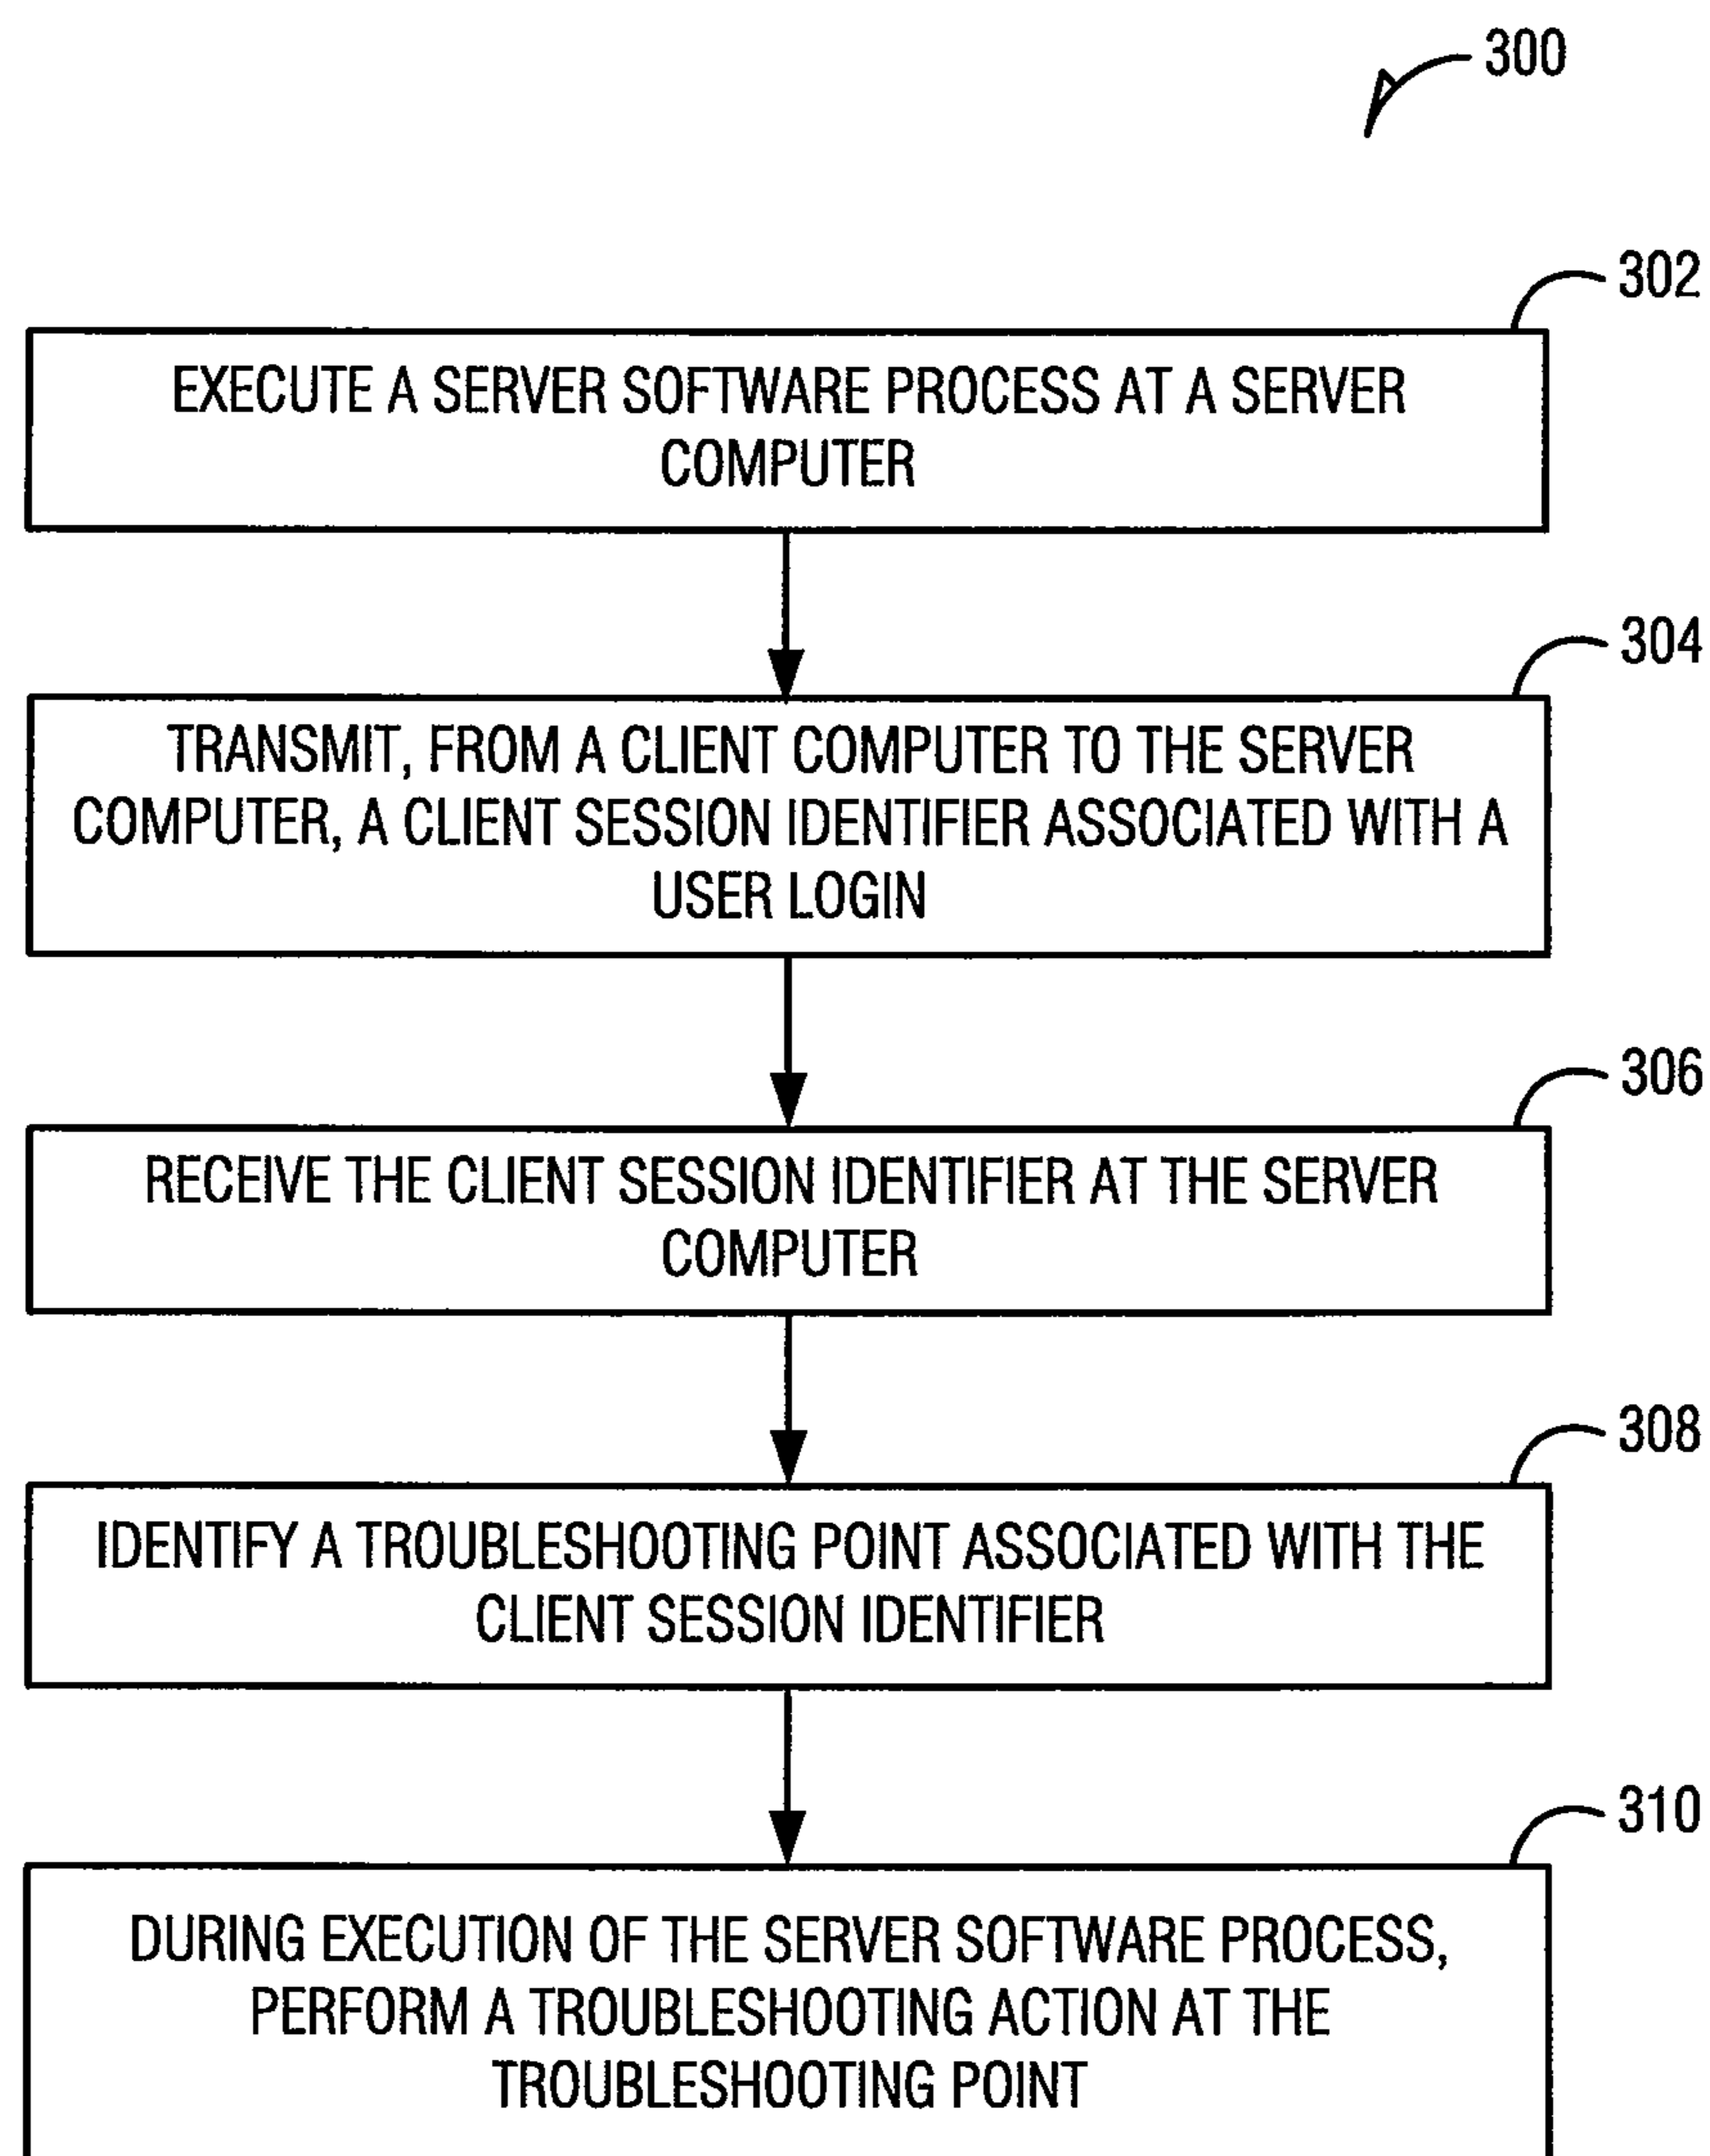 300
302
EXECUTE A SERVER SOFTWARE PROCESS AT A SERVER
COMPUTER
304
TRANSMIT, FROM A CLIENT COMPUTER TO THE SERVER
COMPUTER, A CLIENT SESSION IDENTIFIER ASSOCIATED WITH A
USER LOGIN
306
RECEIVE THE CLIENT SESSION IDENTIFIER AT THE SERVER
COMPUTER
308
IDENTIFY A TROUBLESHOOTING POINT ASSOCIATED WITH THE
CLIENT SESSION IDENTIFIER
310
DURING EXECUTION OF THE SERVER SOFTWARE PROCESS,
PERFORM A TROUBLESHOOTING ACTION AT THE
TROUBLESHOOTING POINT